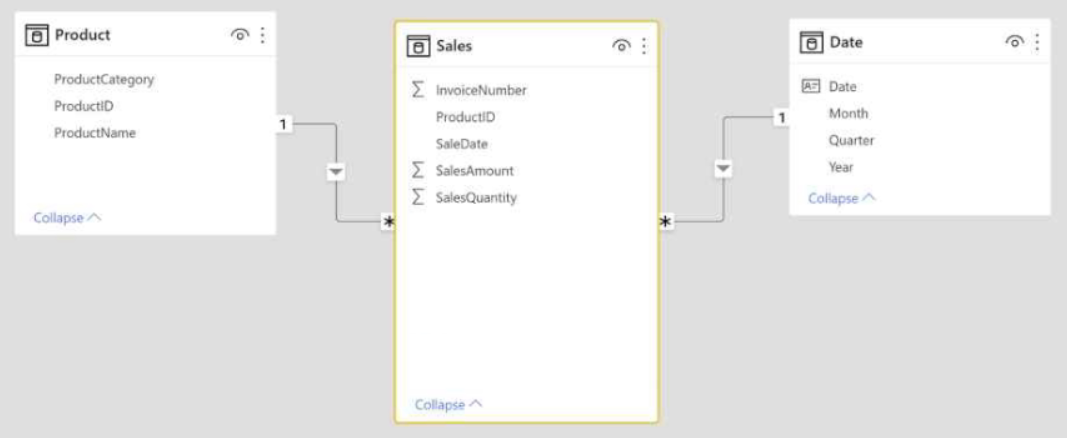 Product
ProductCategory
ProductID
ProductName
Collapse
1
*
Sales
Σ InvoiceNumber
ProductID
SaleDate
Σ SalesAmount
Σ SalesQuantity
Collapse
*
1
Date
Date
Month
Quarter
Year
Collapse